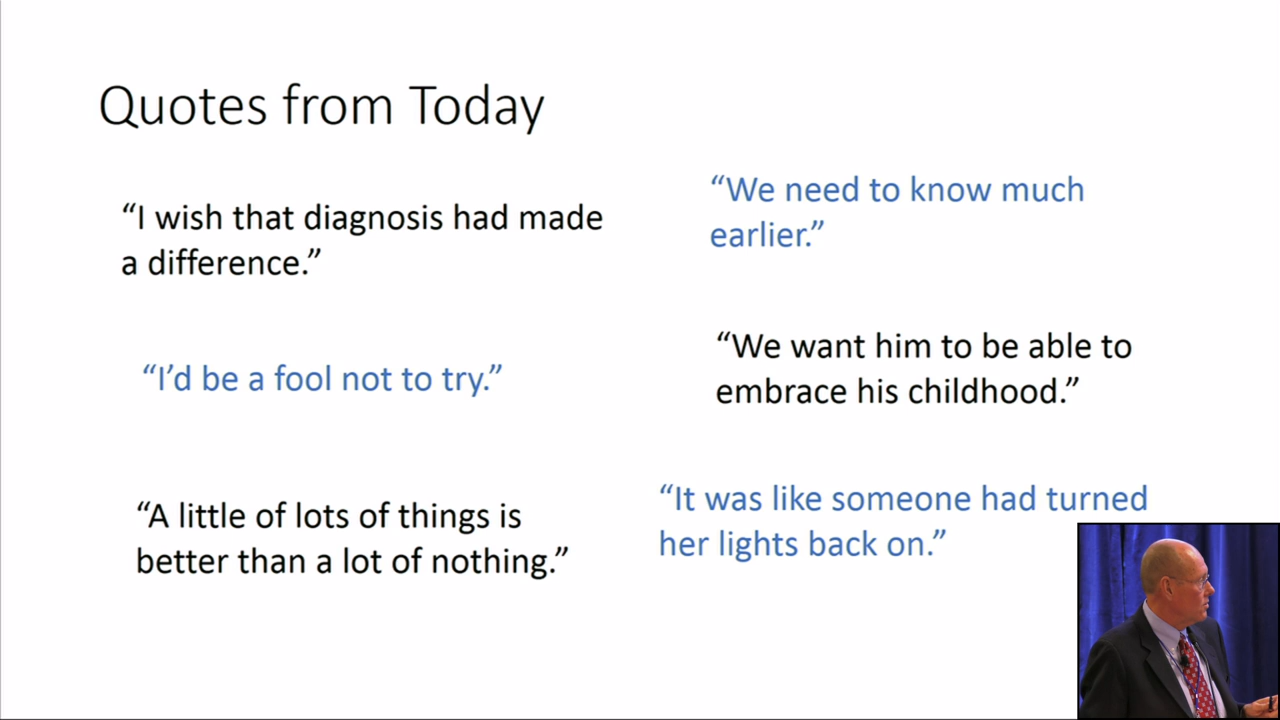 Quotes from Today
“I wish that diagnosis had made
a difference.”
“We need to know much
earlier.”
“I’d be a fool not to try.”
“We want him to be able to
embrace his childhood.”
“A little of lots of things is
better than a lot of nothing.”
“It was like someone had turned
her lights back on.”